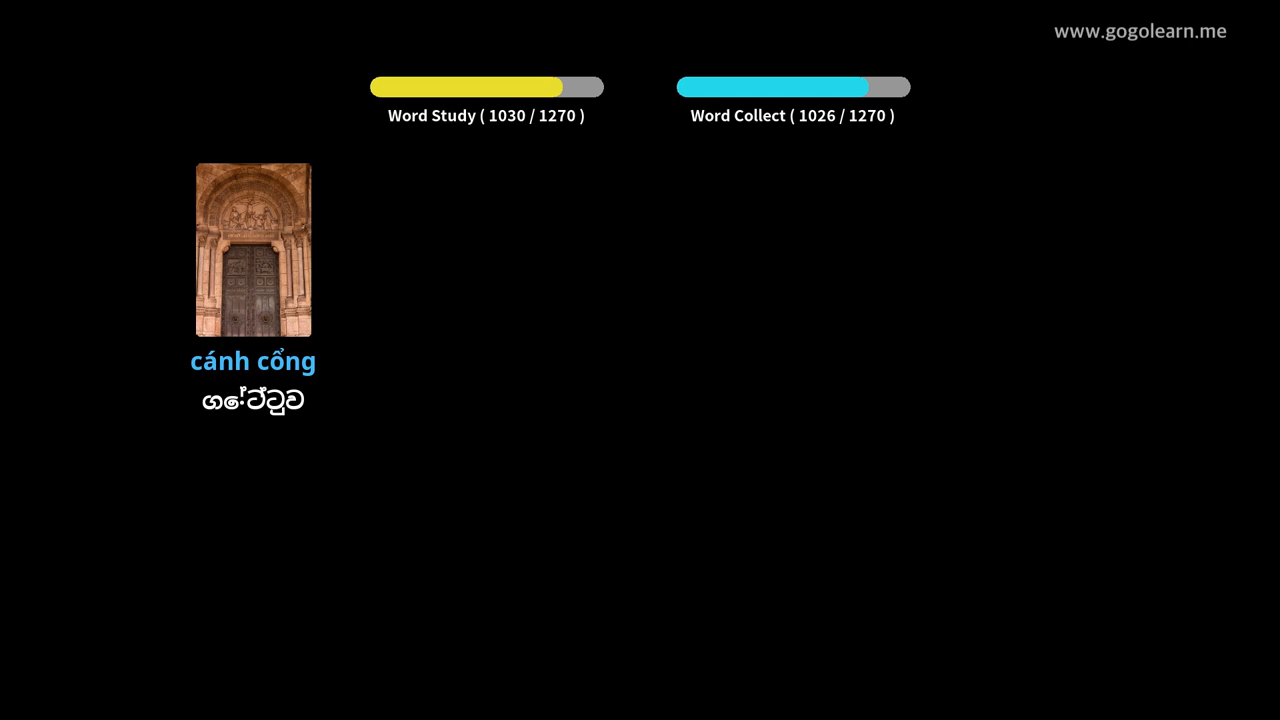 www.gogolearn.me
Word Study ( 1030 / 1270 )
Word Collect ( 1026 / 1270 )
cánh cổng
ගේට්ටුව